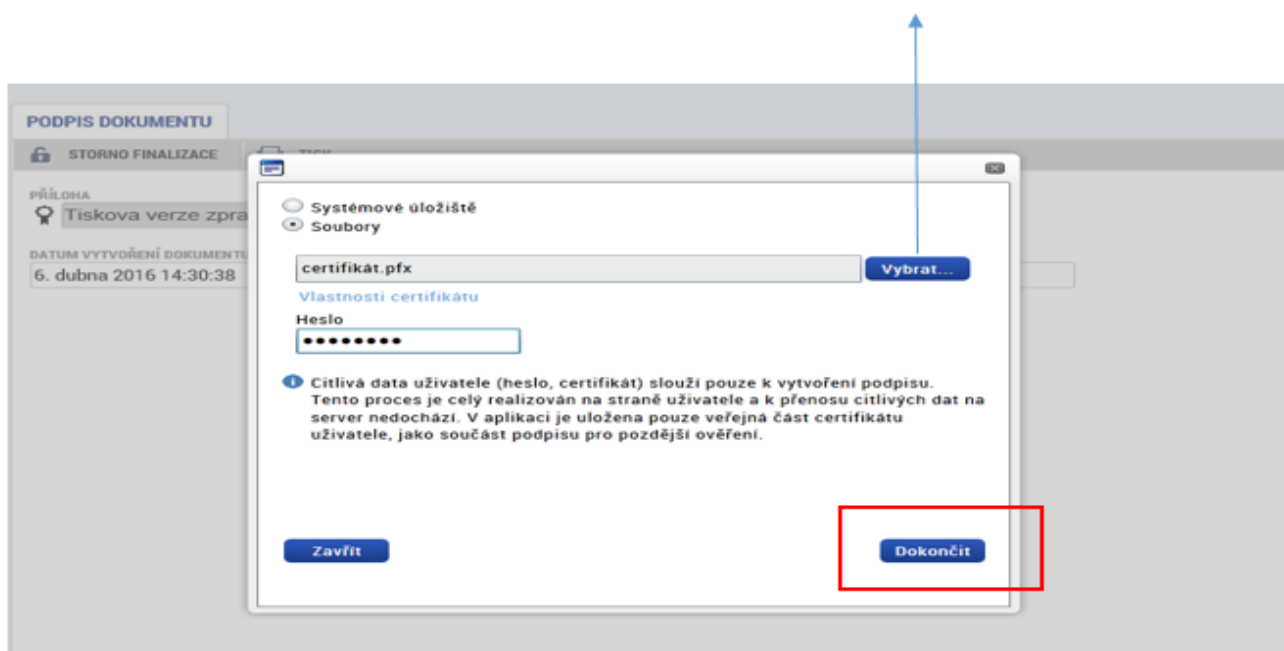 PODPIS DOKUMENTU
STORNO FINALIZACE
TISK
PŘÍLOHA
Tiskova verze zpra
DATUM VYTVOŘENÍ DOKUMENTU
6. dubna 2016 14:30:38
Systémové úložiště
Soubory
certifikát.pfx
Vybrat...
Vlastnosti certifikátu
Heslo
Citlivá data uživatele (heslo, certifikát) slouží pouze k vytvoření podpisu.
Tento proces je celý realizován na straně uživatele a k přenosu citlivých dat na
server nedochází. V aplikaci je uložena pouze veřejná část certifikátu
uživatele, jako součást podpisu pro pozdější ověření.
Zavřít
Dokončit